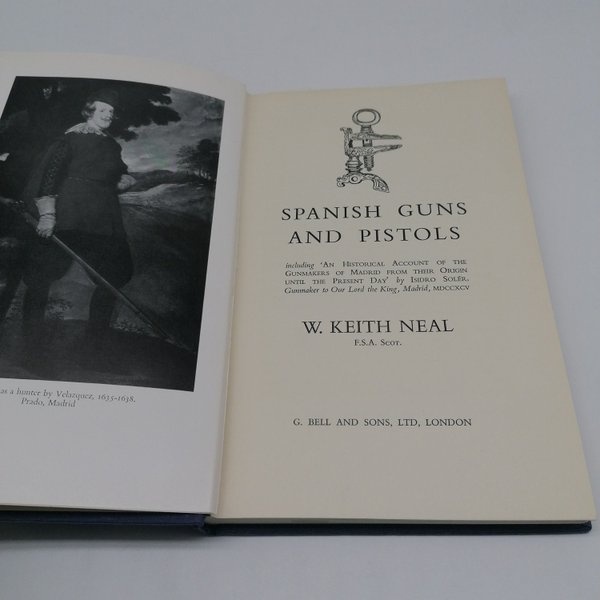 as a hunter by Velazquez, 1635-1638.
Prado, Madrid
SPANISH GUNS
AND PISTOLS
including 'AN HISTORICAL ACCOUNT OF THE
GUNMAKERS OF MADRID FROM THEIR ORIGIN
UNTIL THE PRESENT DAY' by ISIDRO SOLÉR,
Gunmaker to Our Lord the King, Madrid, MDCCXCV
W. KEITH NEAL
F.S.A. SCOT.
G. BELL AND SONS, LTD, LONDON